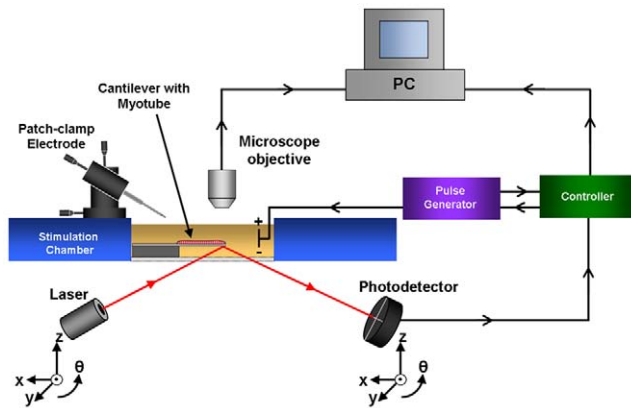 PC
Cantilever with
Myotube
Patch-clamp
Electrode
Microscope
objective
Pulse
Generator
Controller
+
-
Stimulation
Chamber
Laser
Photodetector
z
θ
x
y
z
θ
x
y